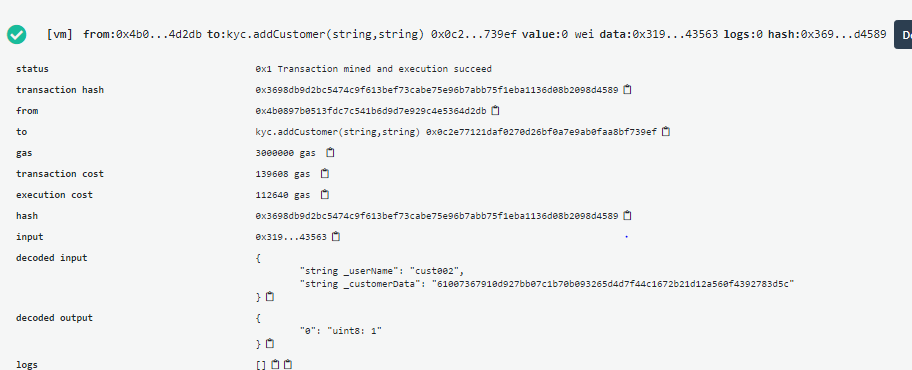 [vm] from:0x4b0...4d2db to:kyc.addCustomer(string,string) 0x0c2...739ef value:0 wei data:0x319...43563 logs:0 hash:0x369...d4589 De
status 0x1 Transaction mined and execution succeed
transaction hash 0x3698db9d2bc5474c9f613bef73cabe75e96b7abb75f1eba1136d08b2098d4589
from 0x4b0897b0513fdc7c541b6d9d7e929c4e5364d2db
to kyc.addCustomer(string,string) 0x0c2e77121daf0270d26bf0a7e9ab0faa8bf739ef
gas 3000000 gas
transaction cost 139608 gas
execution cost 112640 gas
hash 0x3698db9d2bc5474c9f613bef73cabe75e96b7abb75f1eba1136d08b2098d4589
input 0x319...43563
decoded input {
"string _userName": "cust002",
"string _customerData": "61007367910d927bb07c1b70b093265d4d7f44c1672b21d12a560f4392783d5c"
}
decoded output {
"0": "uint8: 1"
}
logs []